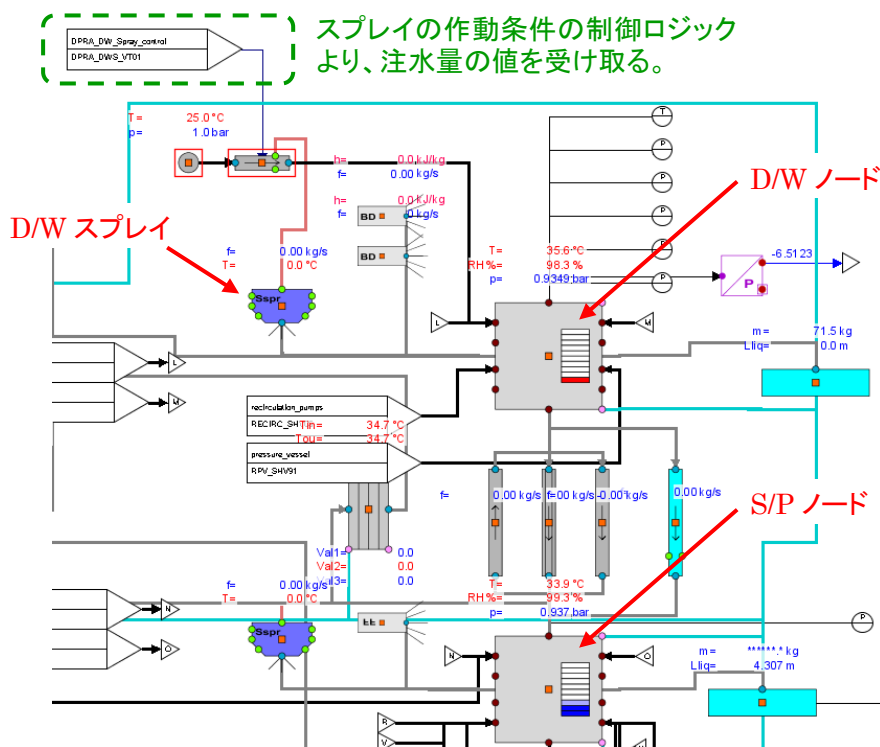 DPRA_DW_Spray_control
DPRA_DWS_VT01
スプレイの作動条件の制御ロジック
より、注水量の値を受け取る。
T= 25.0 °C
p= 1.0 bar
h= 0.0 kJ/kg
f= 0.00 kg/s
h= 0.0 kJ/kg
f= 0 kg/s
BD
BD
T
P
P
P
P
P
D/W ノード
D/W スプレイ
f= 0.00 kg/s
T= 0.0 °C
Sspr
T= 35.6 °C
RH%= 98.3 %
p= 0.9349 bar
P
-6.5123
L
M
m= 71.5 kg
Lliq= 0.0 m
L
M
recirculation_pumps
RECIRC_SH
Tin= 34.7 °C
Tou= 34.7 °C
pressure_vessel
RPV_SHV91
f= 0.00 kg/s f= 00 kg/s -0.00 kg/s 0.00 kg/s
S/P ノード
Val1= 0.0
Val2= 0.0
l3= 0.0
f= 0.00 kg/s
T= 0.0 °C
Sspr
T= 33.9 °C
RH%= 99.3 %
p= 0.937 bar
P
N
O
N
O
m= ******.* kg
Lliq= 4.307 m
R
V